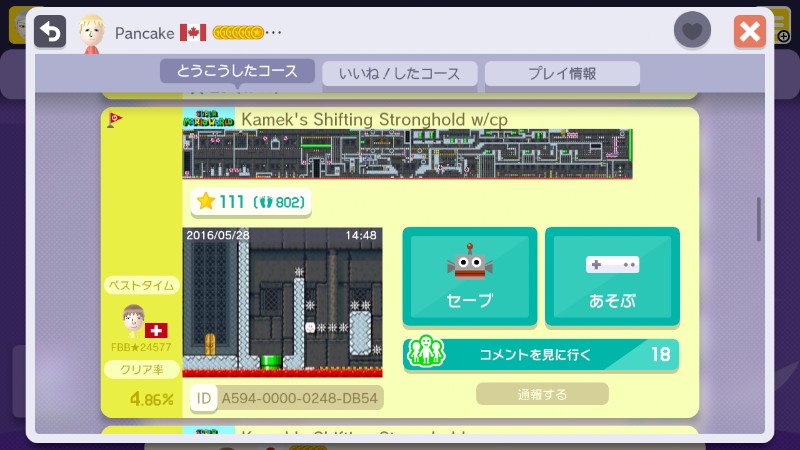 Pancake
とうこうしたコース
いいね！したコース
プレイ情報
SUPER MARIO WORLD
Kamek's Shifting Stronghold w/cp
111 (802)
2016/05/28 14:48
セーブ
あそぶ
ベストタイム
FBB★24577
コメントを見に行く 18
クリア率
4.86%
ID A594-0000-0248-DB54
通報する